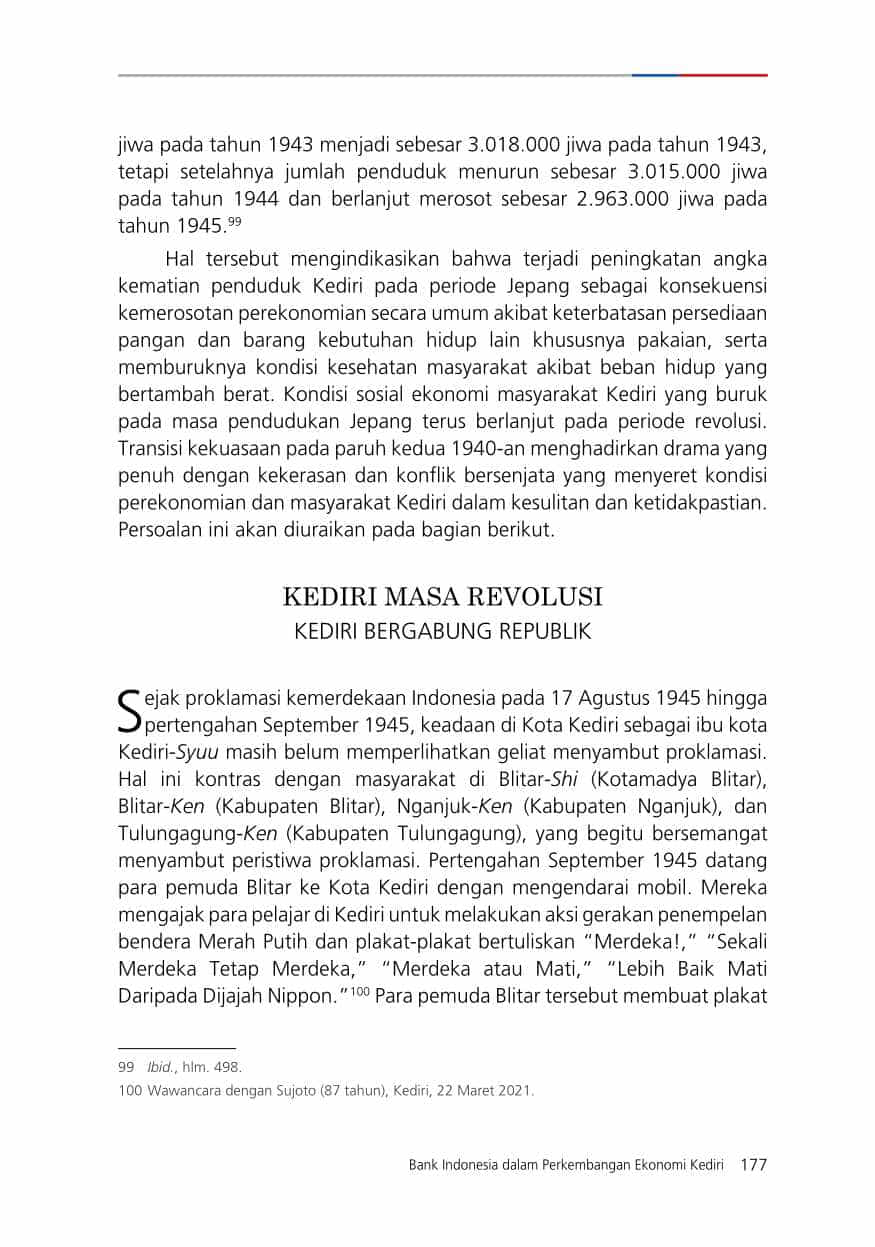 jiwa pada tahun 1943 menjadi sebesar 3.018.000 jiwa pada tahun 1943,
tetapi setelahnya jumlah penduduk menurun sebesar 3.015.000 jiwa
pada tahun 1944 dan berlanjut merosot sebesar 2.963.000 jiwa pada
tahun 1945.99
Hal tersebut mengindikasikan bahwa terjadi peningkatan angka
kematian penduduk Kediri pada periode Jepang sebagai konsekuensi
kemerosotan perekonomian secara umum akibat keterbatasan persediaan
pangan dan barang kebutuhan hidup lain khususnya pakaian, serta
memburuknya kondisi kesehatan masyarakat akibat beban hidup yang
bertambah berat. Kondisi sosial ekonomi masyarakat Kediri yang buruk
pada masa pendudukan Jepang terus berlanjut pada periode revolusi.
Transisi kekuasaan pada paruh kedua 1940-an menghadirkan drama yang
penuh dengan kekerasan dan konflik bersenjata yang menyeret kondisi
perekonomian dan masyarakat Kediri dalam kesulitan dan ketidakpastian.
Persoalan ini akan diuraikan pada bagian berikut.
KEDIRI MASA REVOLUSI
KEDIRI BERGABUNG REPUBLIK
Sejak proklamasi kemerdekaan Indonesia pada 17 Agustus 1945 hingga
pertengahan September 1945, keadaan di Kota Kediri sebagai ibu kota
Kediri-Syuu masih belum memperlihatkan geliat menyambut proklamasi.
Hal ini kontras dengan masyarakat di Blitar-Shi (Kotamadya Blitar),
Blitar-Ken (Kabupaten Blitar), Nganjuk-Ken (Kabupaten Nganjuk), dan
Tulungagung-Ken (Kabupaten Tulungagung), yang begitu bersemangat
menyambut peristiwa proklamasi. Pertengahan September 1945 datang
para pemuda Blitar ke Kota Kediri dengan mengendarai mobil. Mereka
mengajak para pelajar di Kediri untuk melakukan aksi gerakan penempelan
bendera Merah Putih dan plakat-plakat bertuliskan “Merdeka!,” “Sekali
Merdeka Tetap Merdeka,” “Merdeka atau Mati,” “Lebih Baik Mati
Daripada Dijajah Nippon.”100 Para pemuda Blitar tersebut membuat plakat
99 Ibid., hlm. 498.
100 Wawancara dengan Sujoto (87 tahun), Kediri, 22 Maret 2021.
Bank Indonesia dalam Perkembangan Ekonomi Kediri 177